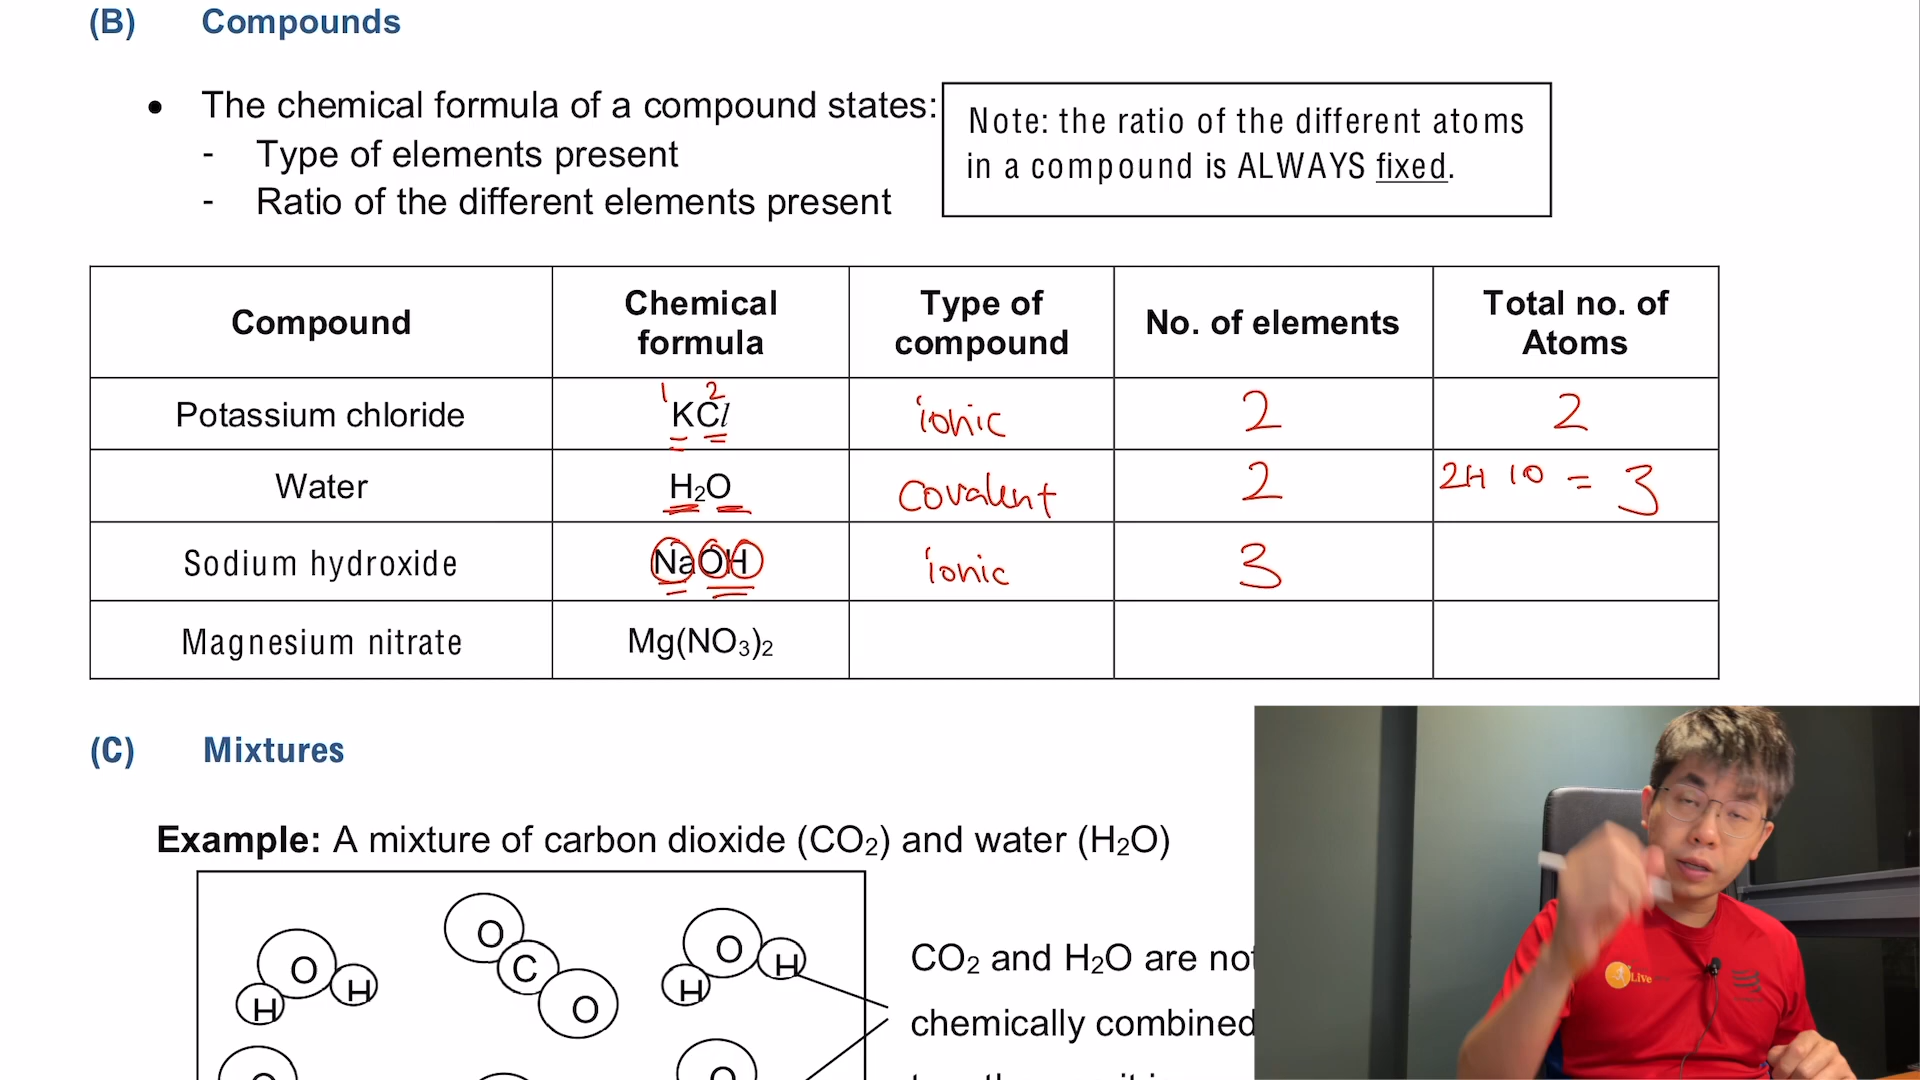 (B) Compounds
• The chemical formula of a compound states:
- Type of elements present
- Ratio of the different elements present
Note: the ratio of the different atoms
in a compound is ALWAYS fixed.
Compound Chemical formula Type of compound No. of elements Total no. of Atoms
1 2
Potassium chloride KCl ionic 2 2
Water H₂O Covalent 2 2H 1O = 3
Sodium hydroxide NaOH ionic 3
Magnesium nitrate Mg(NO₃)₂
(C) Mixtures
Example: A mixture of carbon dioxide (CO₂) and water (H₂O)
O
H H
O
C
O
O
H H
CO₂ and H₂O are not
chemically combined
Live